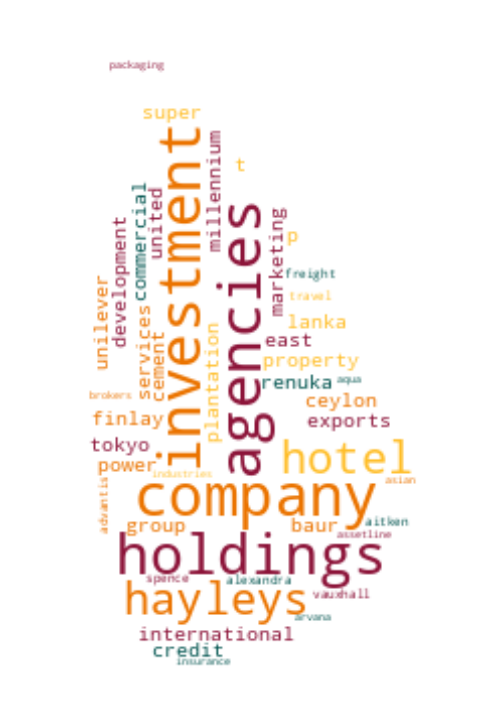 packaging
super
investment
t
millennium
commercial
united
agencies
marketing
development
p
freight
unilever
travel
services
lanka
cement
plantation
east
property
renuka
aqua
brokers
ceylon
finlay
exports
tokyo
hotel
power
industries
asian
advantis
company
group
baur
aitken
assetline
holdings
spence
alexandra
hayleys
vauxhall
arvana
international
credit
insurance